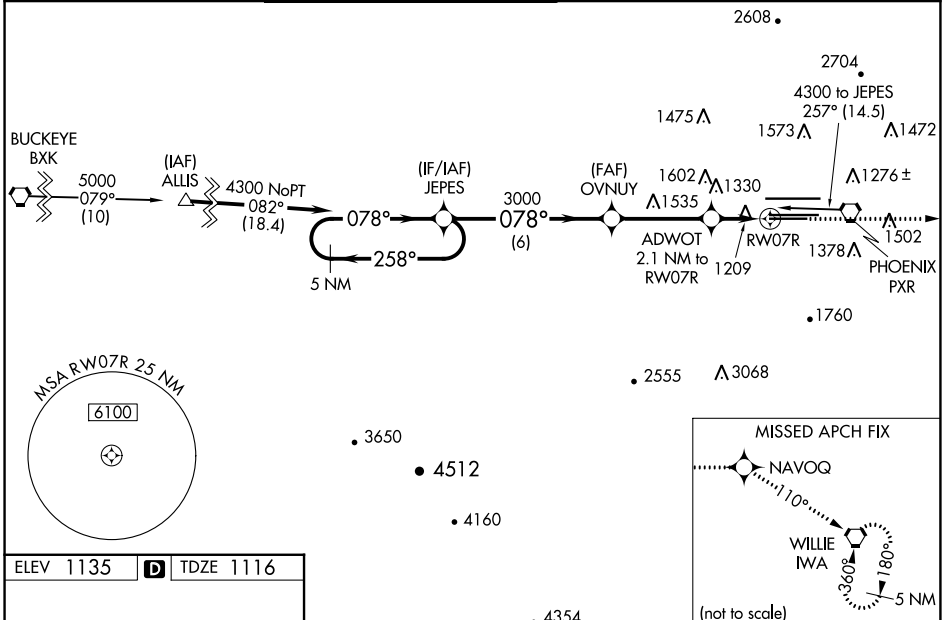 2608
2704
4300 to JEPES
257° (14.5)
1475
1573
1472
BUCKEYE
BXK
5000
079°
(10)
(IAF)
ALLIS
4300 NoPT
082°
(18.4)
(IF/IAF)
JEPES
078°
258°
5 NM
3000
078°
(6)
(FAF)
OVNUY
1602
1330
1535
1276 ±
ADWOT
2.1 NM to
RW07R
1209
RW07R
1378
1502
PHOENIX
PXR
1760
2555
3068
MSA RW07R 25 NM
6100
3650
4512
4160
4354
MISSED APCH FIX
NAVOQ
110°
WILLIE
IWA
360°
180°
5 NM
(not to scale)
ELEV 1135 D TDZE 1116